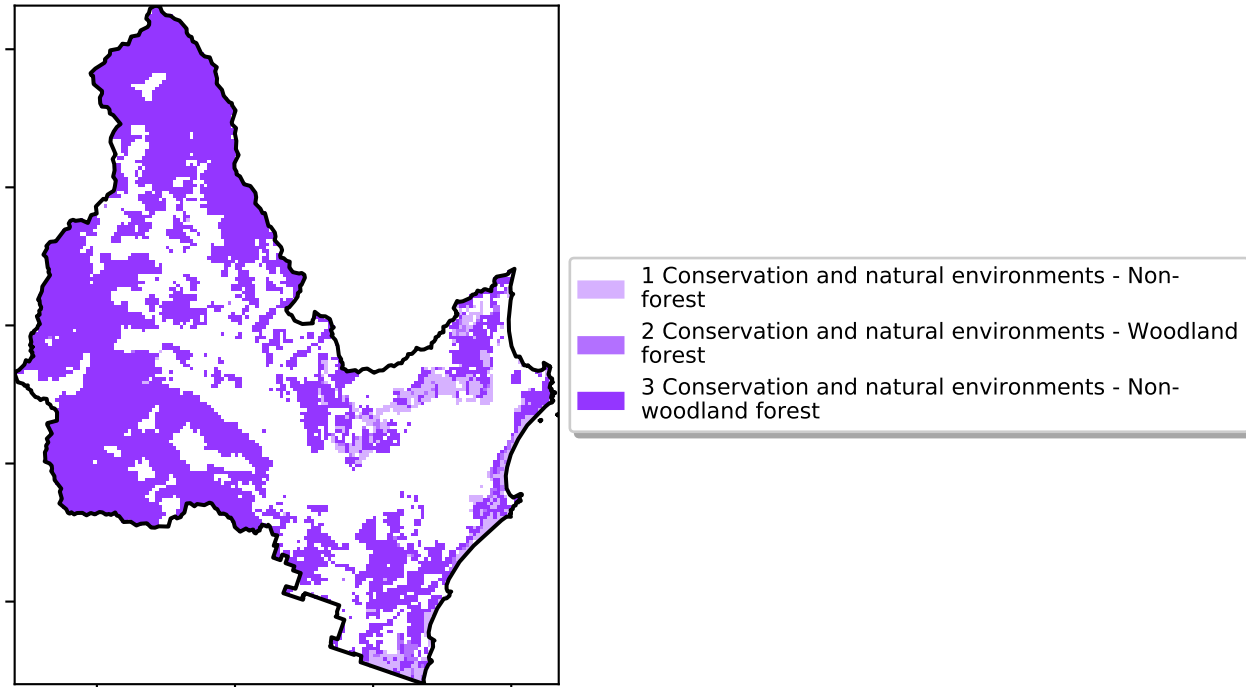 1 Conservation and natural environments - Non-
forest
2 Conservation and natural environments - Woodland
forest
3 Conservation and natural environments - Non-
woodland forest